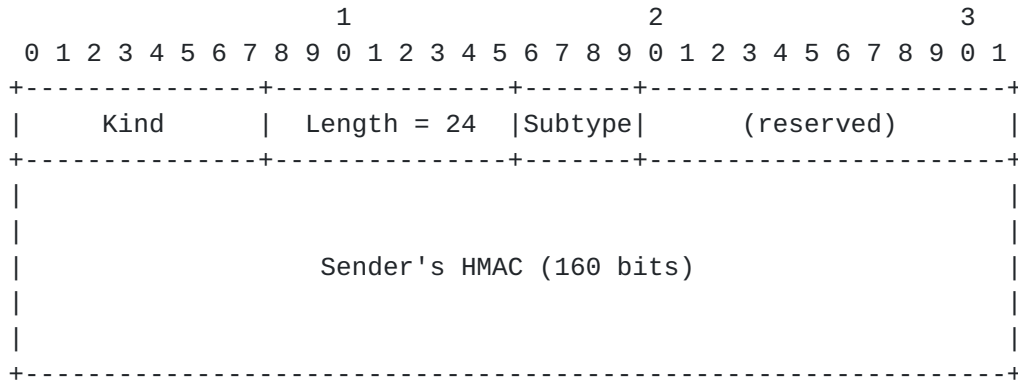 1                   2                   3
 0 1 2 3 4 5 6 7 8 9 0 1 2 3 4 5 6 7 8 9 0 1 2 3 4 5 6 7 8 9 0 1
+---------------+---------------+-------+-----------------------+
|     Kind      |  Length = 24  |Subtype|      (reserved)       |
+---------------+---------------+-------+-----------------------+
|                                                               |
|                                                               |
|                   Sender's HMAC (160 bits)                    |
|                                                               |
|                                                               |
+---------------------------------------------------------------+